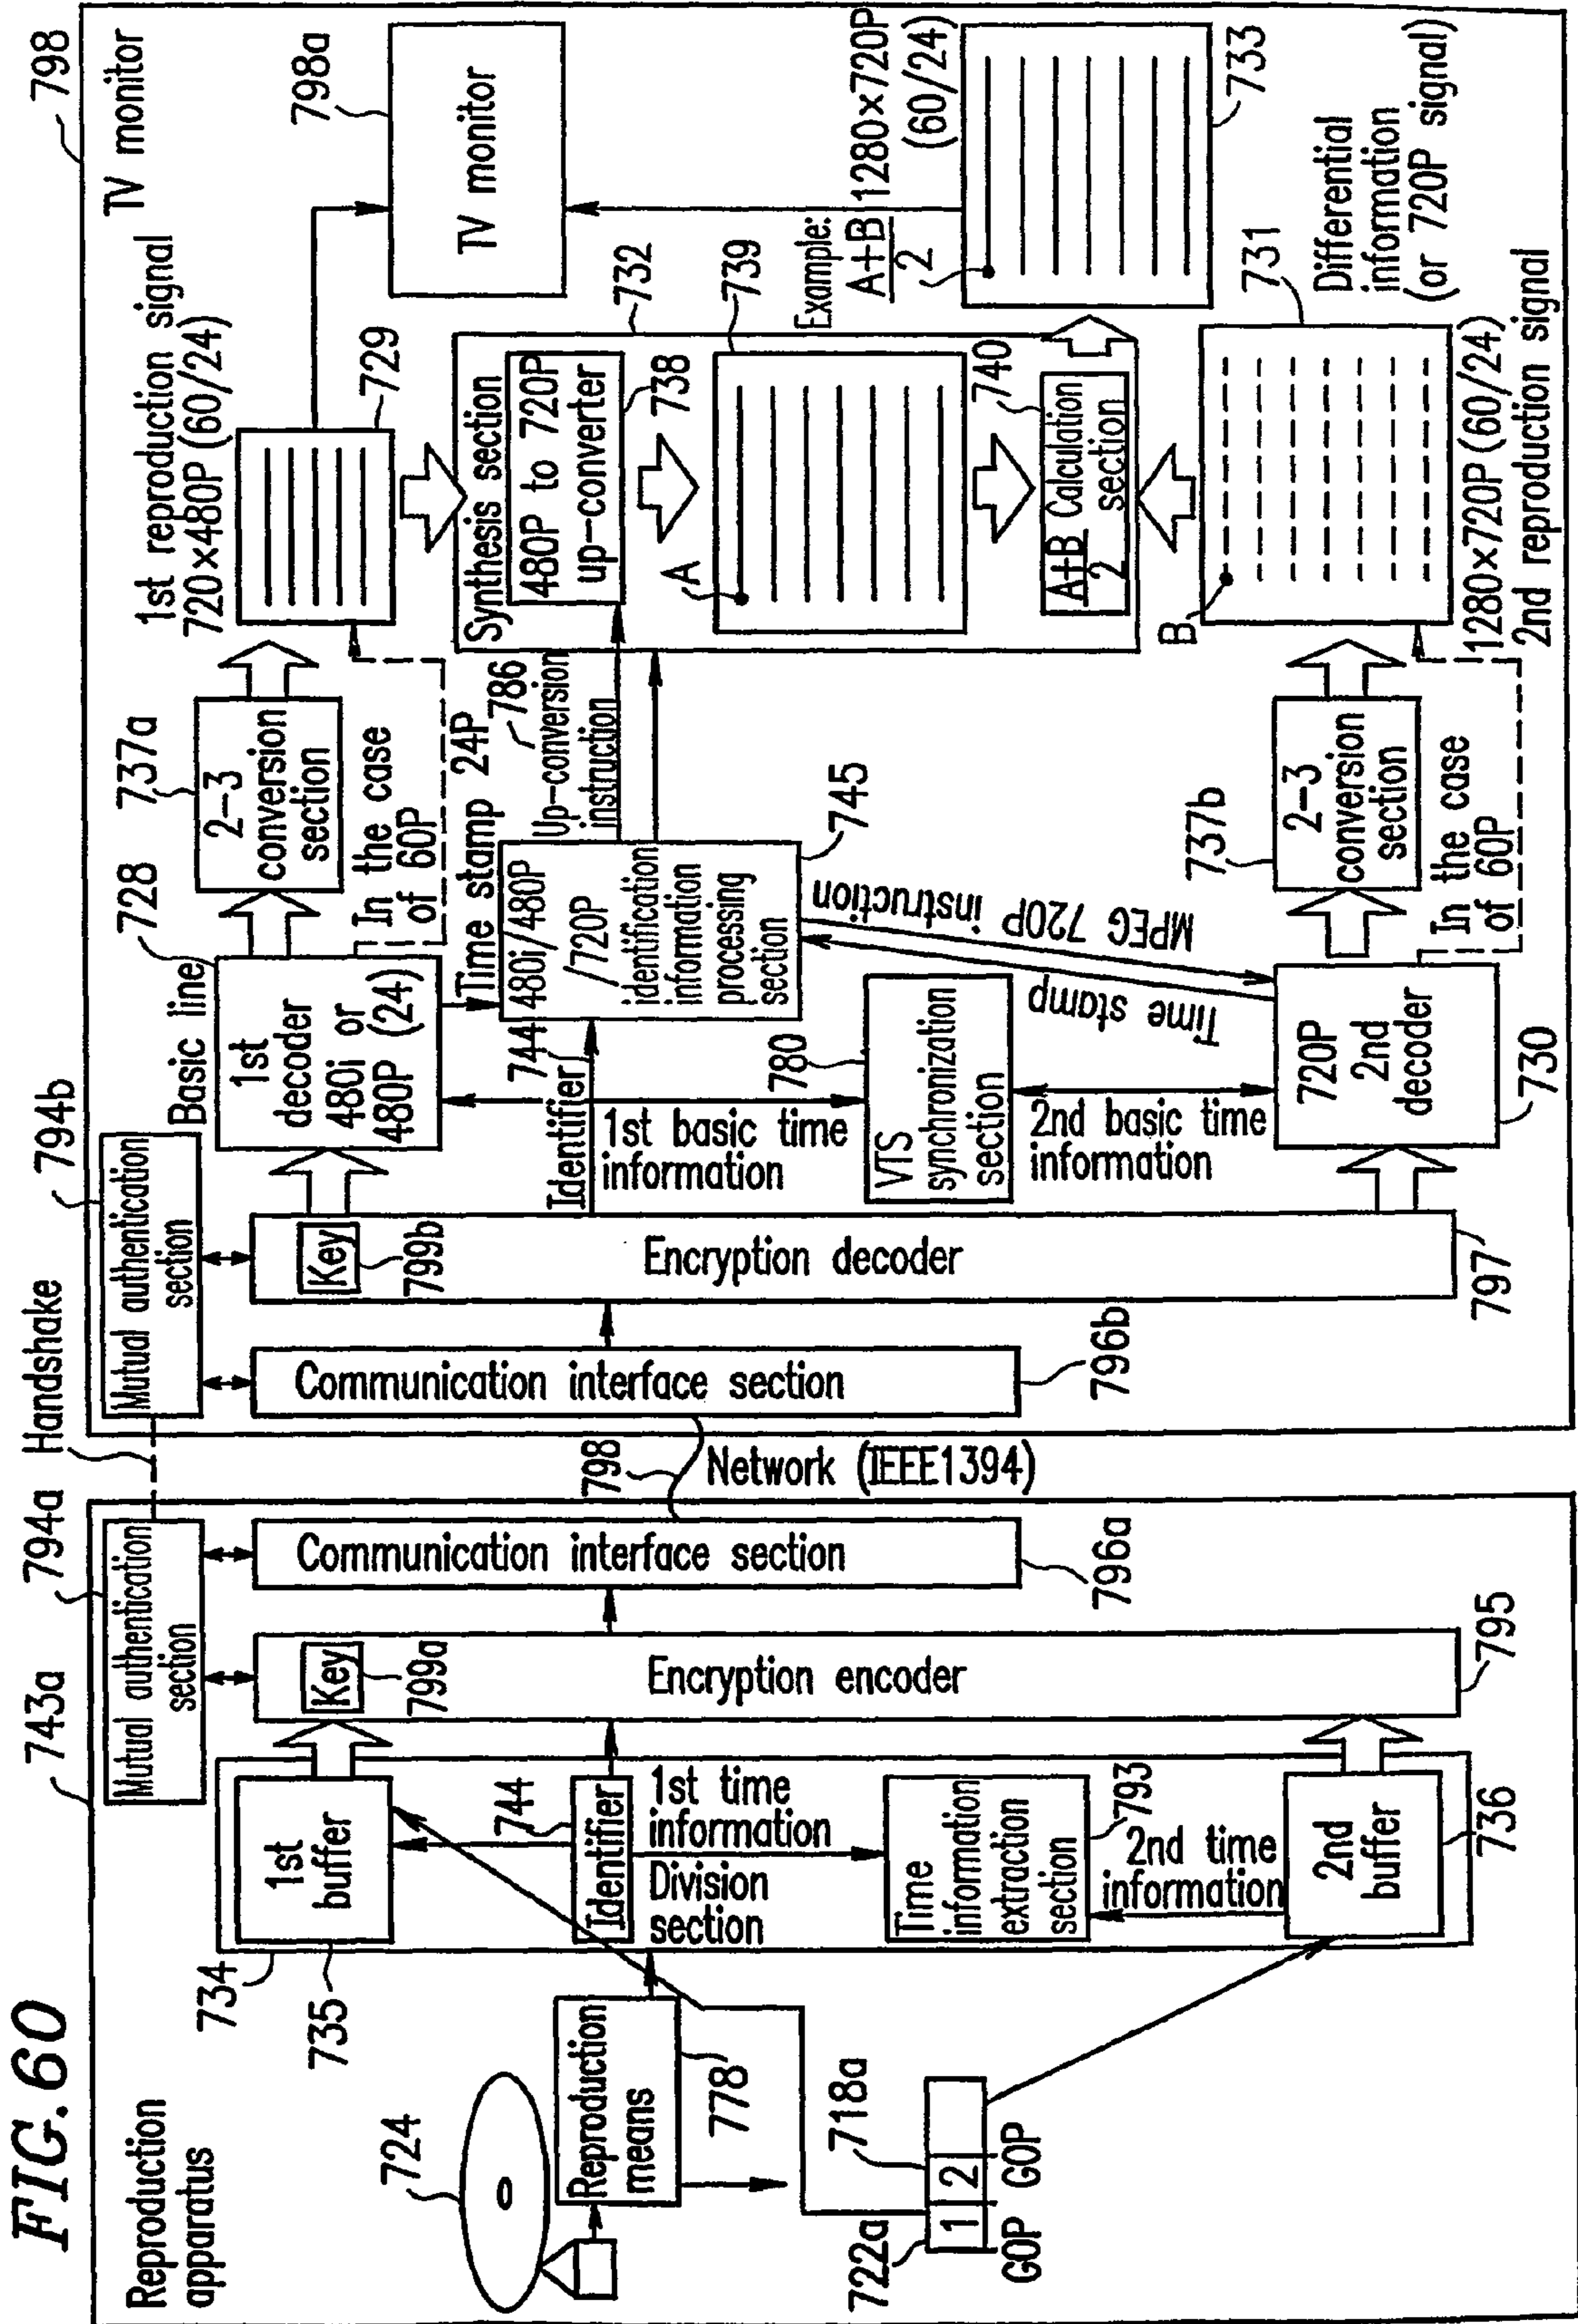 FIG. 60
743a
794a
Handshake
794b
798
Reproduction
apparatus
TV monitor
Mutual authentication
section
Mutual authentication
section
734
735
1st
buffer
Key
799a
Key
799b
Basic line
1st
decoder
480i or
480P (24)
728
2-3
conversion
section
737a
In the case
of 60P
1st reproduction signal
720×480P (60/24)
729
798a
TV monitor
724
Reproduction
means
778
Identifier
744
Division
section
1st time
information
Time
information
extraction
section
793
2nd time
information
2nd
buffer
736
722a
718a
1
2
GOP
GOP
Encryption encoder
795
Communication interface section
796a
798
Network (IEEE1394)
Communication interface section
796b
Encryption decoder
797
Identifier
744
Time stamp
24P
480i/480P
/720P
identification
information
processing
section
745
786
Up-conversion
instruction
1st basic time
information
780
VTS
synchronization
section
2nd basic time
information
Time stamp
MPEG 720P instruction
720P
2nd
decoder
730
737b
2-3
conversion
section
In the case
of 60P
Synthesis section
732
480P to 720P
up-converter
738
A
739
740
A+B
2
Calculation
section
Example:
A+B
2
1280×720P
(60/24)
733
B
731
1280×720P (60/24)
2nd reproduction signal
Differential
information
(or 720P signal)